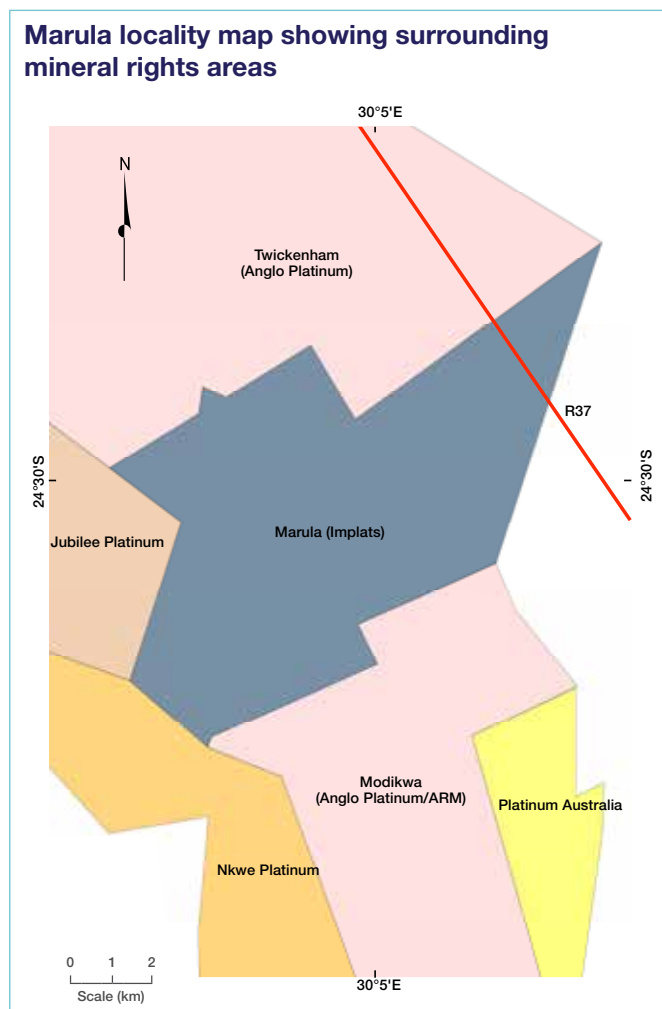 Marula locality map showing surrounding
mineral rights areas
30°5'E
N
Twickenham
(Anglo Platinum)
R37
24°30'S
24°30'S
Marula (Implats)
Jubilee Platinum
Modikwa
(Anglo Platinum/ARM)
Platinum Australia
Nkwe Platinum
0 1 2
Scale (km)
30°5'E